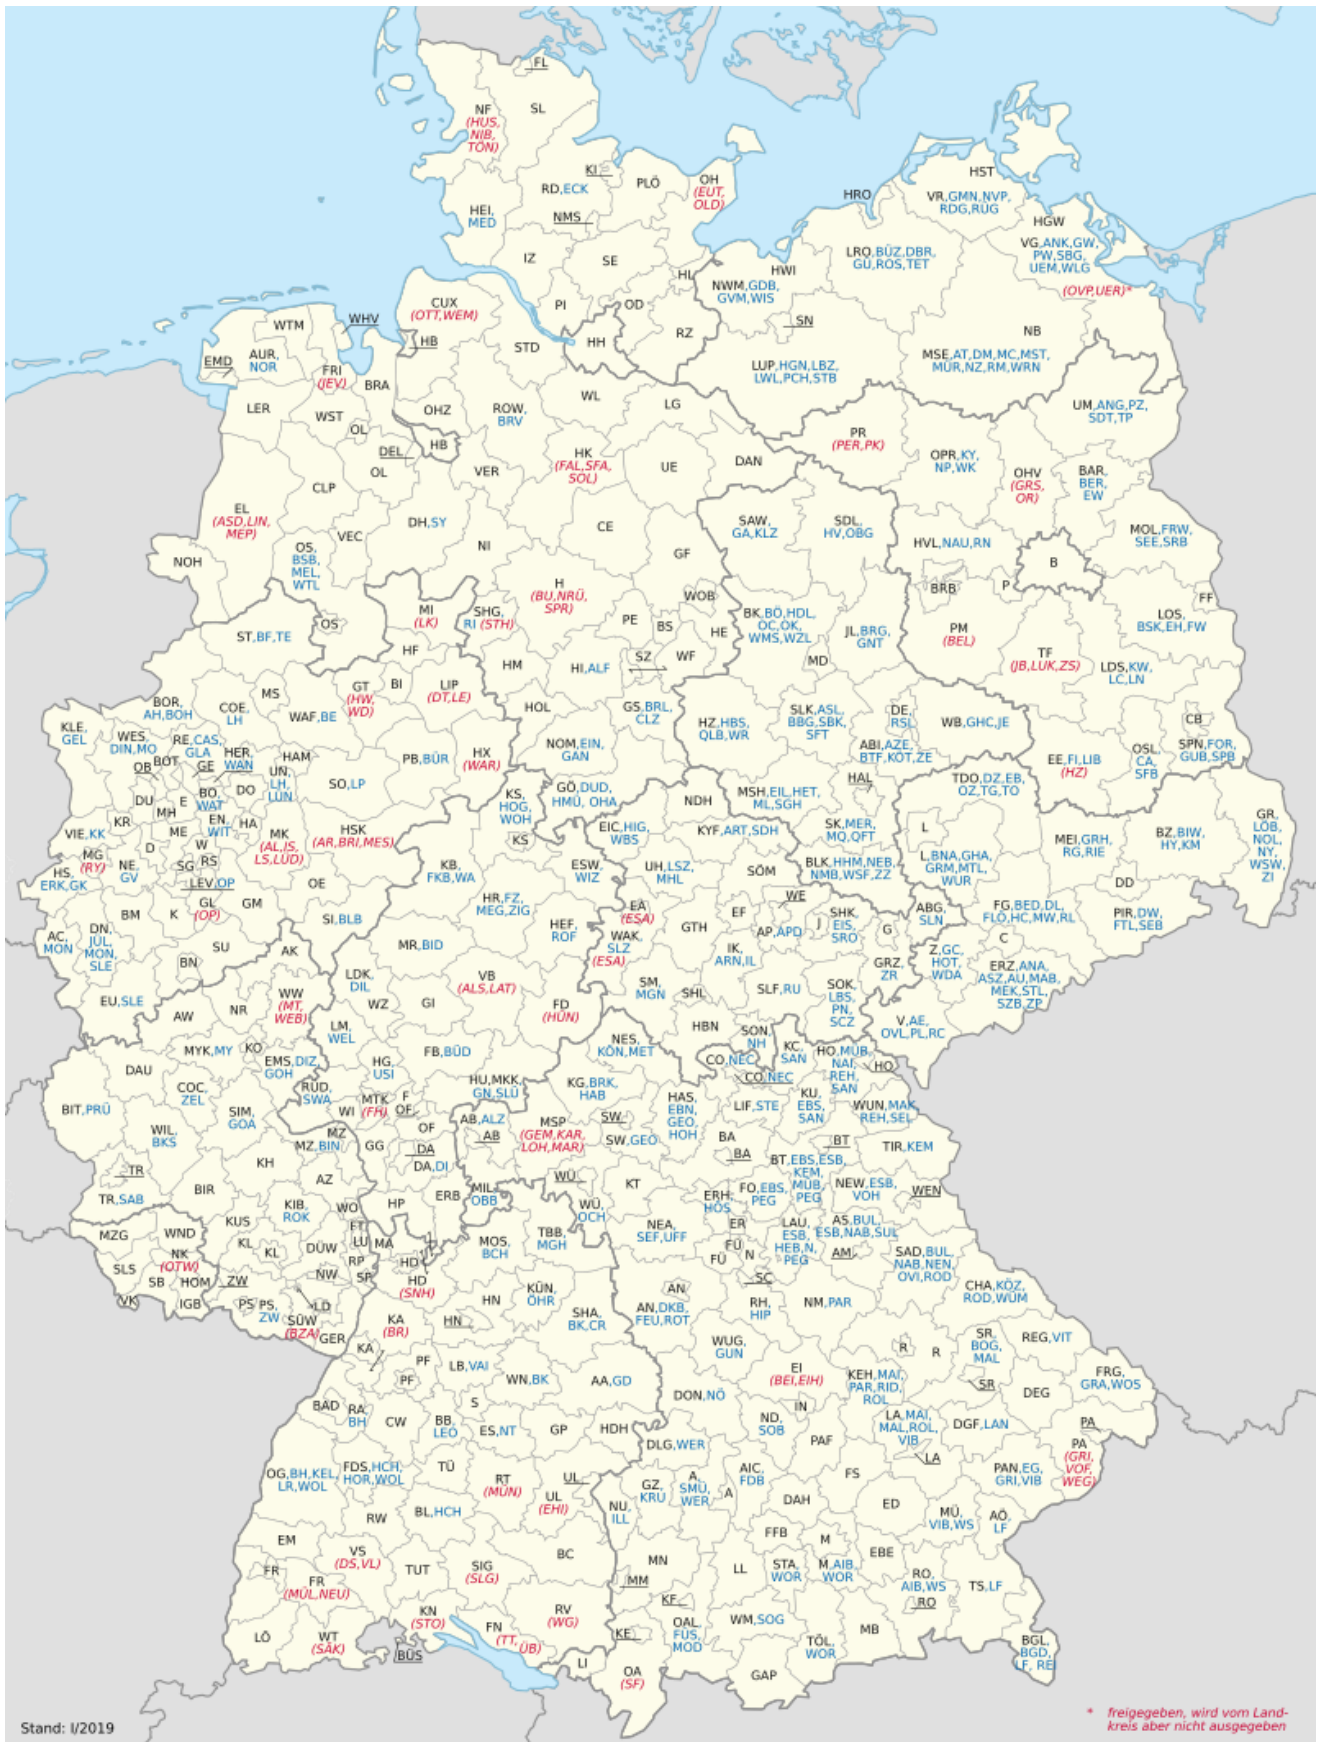 FL
NF
(HUS,
NIB,
TÖN)
SL
KI
RD,ECK
PLÖ
OH
(EUT,
OLD)
HEI,
MED
NMS
IZ
SE
HL
PI
OD
RZ
HH
HST
VR,GMN,NVP,
RDG,RÜG
HRO
HGW
VG,ANK,GW,
PW,SBG,
UEM,WLG
(OVP,UER)*
LRO,BÜZ,DBR,
GÜ,ROS,TET
HWI
NWM,GDB,
GVM,WIS
SN
NB
MSE,AT,DM,MC,MST,
MÜR,NZ,RM,WRN
LUP,HGN,LBZ,
LWL,PCH,STB
CUX
(OTT,WEM)
WHV
WTM
HB
EMD
AUR,
NOR
FRI
(JEV)
BRA
STD
LER
WST
OHZ
ROW,
BRV
WL
LG
OL
DEL
HB
OL
VER
HK
(FAL,SFA,
SOL)
UE
DAN
CLP
EL
(ASD,LIN,
MEP)
DH,SY
CE
VEC
OS,
BSB,
MEL,
WTL
NI
GF
NOH
H
(BU,NRÜ,
SPR)
WOB
OS
MI
(LK)
SHG,
RI (STH)
PE
BS
HE
ST,BF,TE
HF
HM
HI,ALF
SZ
WF
UM,ANG,PZ,
SDT,TP
PR
(PER,PK)
OPR,KY,
NP,WK
OHV
(GRS,
OR)
BAR,
BER,
EW
SAW,
GA,KLZ
SDL,
HV,OBG
HVL,NAU,RN
MOL,FRW,
SEE,SRB
B
BRB
P
FF
BK,BÖ,HDL,
OC,OK,
WMS,WZL
JL,BRG,
GNT
PM
(BEL)
TF
(JB,LUK,ZS)
LOS,
BSK,EH,FW
MD
LDS,KW,
LC,LN
HOL
GS,BRL,
CLZ
HZ,HBS,
QLB,WR
SLK,ASL,
BBG,SBK,
SFT
DE,
RSL
WB,GHC,JE
CB
SPN,FOR,
GUB,SPB
ABI,AZE,
BTF,KÖT,ZE
OSL,
CA,
SFB
EE,FI,LIB
(HZ)
NOM,EIN,
GAN
GÖ,DUD,
HMÜ, OHA
HAL
MSH,EIL,HET,
ML,SGH
TDO,DZ,EB,
OZ,TG,TO
MS
GT
(HW,
WD)
BI
LIP
(DT,LE)
BOR,
AH,BOH
COE,
LH
WAF,BE
KLE,
GEL
WES,
DIN,MO
RE,CAS,
GLA
HER,
WAN
HAM
PB,BÜR
HX
(WAR)
OB
BOT
GE
UN,
LH,
LÜN
SO,LP
DU
MH
E
BO,
WAT
DO
KR
ME
EN,
WIT
HA
VIE,KK
D
W
MK
(AL,IS,
LS,LÜD)
HSK
(AR,BRI,MES)
MG
(RY)
NE,
GV
SG
RS
LEV,OP
OE
HS,
ERK,GK
BM
K
GL
(OP)
GM
SI,BLB
AC,
MON
DN,
JÜL,
MON,
SLE
SU
BN
EU,SLE
KS,
HOG,
WOH
KS
KB,
FKB,WA
ESW,
WIZ
HR,FZ,
MEG,ZIG
HEF,
ROF
MR,BID
LDK,
DIL
WZ
GI
VB
(ALS,LAT)
FD
(HÜN)
LM,
WEL
FB,BÜD
HG,
USI
HU,MKK,
GN,SLÜ
RÜD,
SWA
WI
MTK
(FH)
F
OF
OF
GG
DA
DA,DI
HP
ERB
NDH
EIC,HIG,
WBS
KYF,ART,SDH
UH,LSZ,
MHL
SÖM
EA
(ESA)
EF
WE
AP,APD
J
SHK,
EIS,
SRO
G
ABG,
SLN
WAK,
SLZ
(ESA)
GTH
IK,
ARN,IL
GRZ,
ZR
SM,
MGN
SHL
SLF,RU
SOK,
LBS,
PN,
SCZ
HBN
SON,
NH
SK,MER,
MQ,QFT
BLK,HHM,NEB,
NMB,WSF,ZZ
L
L,BNA,GHA,
GRM,MTL,
WUR
MEI,GRH,
RG,RIE
BZ,BIW,
HY,KM
GR,
LÖB,
NOL,
NY,
WSW,
ZI
DD
FG,BED,DL,
FLÖ,HC,MW,RL
PIR,DW,
FTL,SEB
C
Z,GC,
HOT,
WDA
ERZ,ANA,
ASZ,AU,MAB,
MEK,STL,
SZB,ZP
V,AE,
OVL,PL,RC
AK
AW
NR
WW
(MT,
WEB)
MYK,MY
KO
EMS,DIZ,
GOH
DAU
COC,
ZEL
BIT,PRÜ
SIM,
GOA
WIL,
BKS
MZ
MZ,BIN
TR
KH
AZ
TR,SAB
BIR
KIB,
ROK
WO
KUS
FT
LU
KL
KL
DÜW
RP
SP
NW
ZW
LD
PS
PS,
ZW
SÜW
(BZA)
GER
MZG
WND
NK
(OTW)
SLS
SB
HOM
VK
IGB
NES,
KÖN,MET
CO,NEC
KC,
SAN
HO,MÜB,
NAI,
REH,
SAN
HO
CO,NEC
KG,BRK,
HAB
HAS,
EBN,
GEO,
HOH
LIF,STE
KU,
EBS,
SAN
WUN,MAK,
REH,SEL
AB,ALZ
AB
MSP
(GEM,KAR,
LOH,MAR)
SW
SW,GEO
BA
BA
BT
BT,EBS,ESB,
KEM,
MÜB,
PEG
TIR,KEM
WÜ
KT
MIL,
OBB
WÜ,
OCH
ERH,
HÖS
FO,EBS,
PEG
NEW,ESB,
VOH
WEN
NEA,
SEF,UFF
ER
FÜ
FÜ
N
SC
LAU,
ESB,
HEB,N,
PEG
AS,BUL,
ESB,NAB,SUL
AM
SAD,BUL,
NAB,NEN,
OVI,ROD
AN
AN,DKB,
FEU,ROT
RH,
HIP
NM,PAR
CHA,KÖZ,
ROD,WÜM
WUG,
GUN
EI
(BEI,EIH)
KEH,MAI,
PAR,RID,
ROL
R
R
SR,
BOG,
MAL
SR
REG,VIT
FRG,
GRA,WOS
DEG
DON,NÖ
IN
ND,
SOB
LA,MAI,
MAL,ROL,
VIB
DGF,LAN
PA
PA
(GRI,
VOF,
WEG)
LA
PAF
DLG,WER
PAN,EG,
GRI,VIB
GZ,
KRU
A,
SMÜ,
WER
AIC,
FDB
A
FS
NU,
ILL
DAH
ED
MÜ,
VIB,WS
AÖ,
LF
FFB
M
EBE
MN
MM
LL
STA,
WOR
M,AIB,
WOR
RO,
AIB,WS
RO
TS,LF
KF
OAL,
FÜS,
MOD
WM,SOG
TÖL,
WOR
MB
KE
BGL,
BGD,
LF, REI
OA
(SF)
GAP
LI
MA
HD
HD
(SNH)
MOS,
BCH
TBB,
MGH
KÜN,
ÖHR
HN
HN
SHA,
BK,CR
KA
(BR)
KA
PF
PF
LB,VAI
WN,BK
AA,GD
BAD
RA,
BH
CW
S
BB,
LEO
ES,NT
GP
HDH
OG,BH,KEL,
LR,WOL
FDS,HCH,
HOR,WOL
TÜ
RT
(MÜN)
UL
UL
(EHI)
RW
BL,HCH
EM
VS
(DS,VL)
BC
FR
FR
(MÜL,NEU)
TUT
SIG
(SLG)
KN
(STO)
RV
(WG)
FN
(TT,ÜB)
LÖ
WT
(SÄK)
BÜS
Stand: I/2019
* freigegeben, wird vom Land-
kreis aber nicht ausgegeben